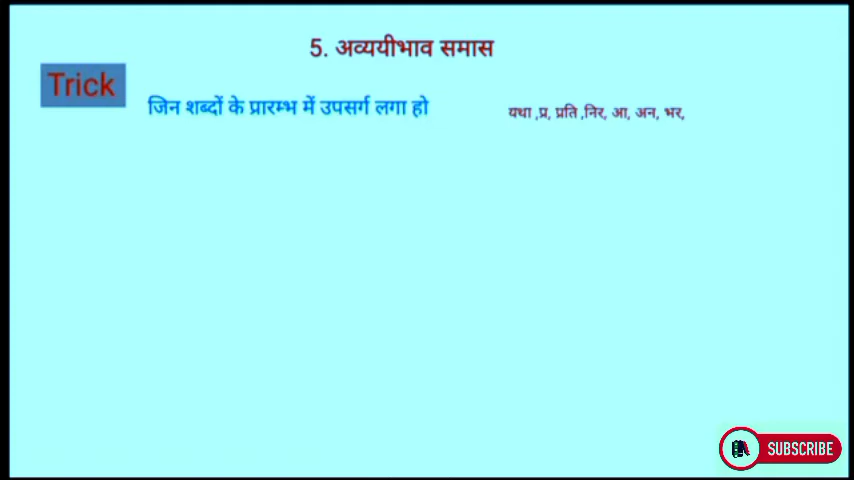 5. अव्ययीभाव समास
Trick
जिन शब्दों के प्रारम्भ में उपसर्ग लगा हो
यथा ,प्र, प्रति ,निर, आ, अन, भर,
SUBSCRIBE